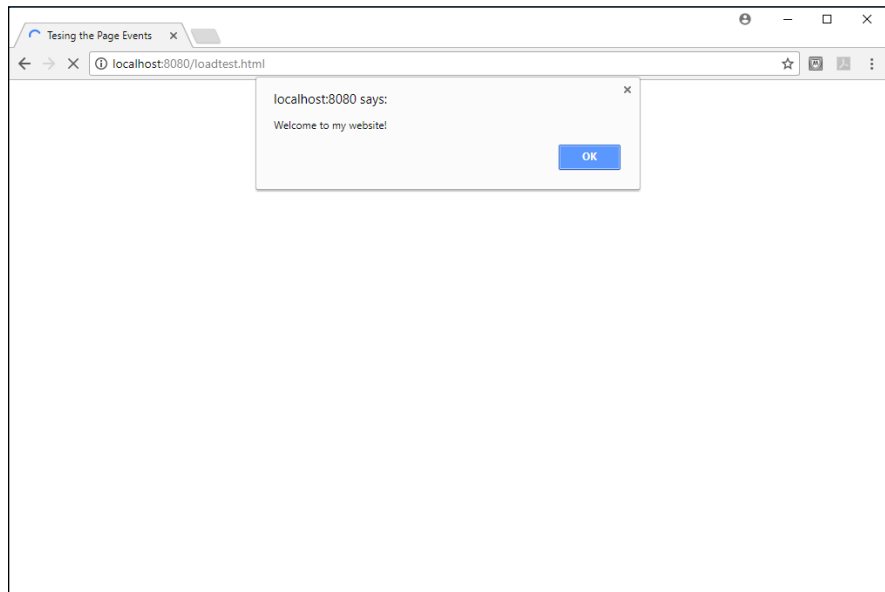 Tesing the Page Events
localhost:8080/loadtest.html
localhost:8080 says:
Welcome to my website!
OK